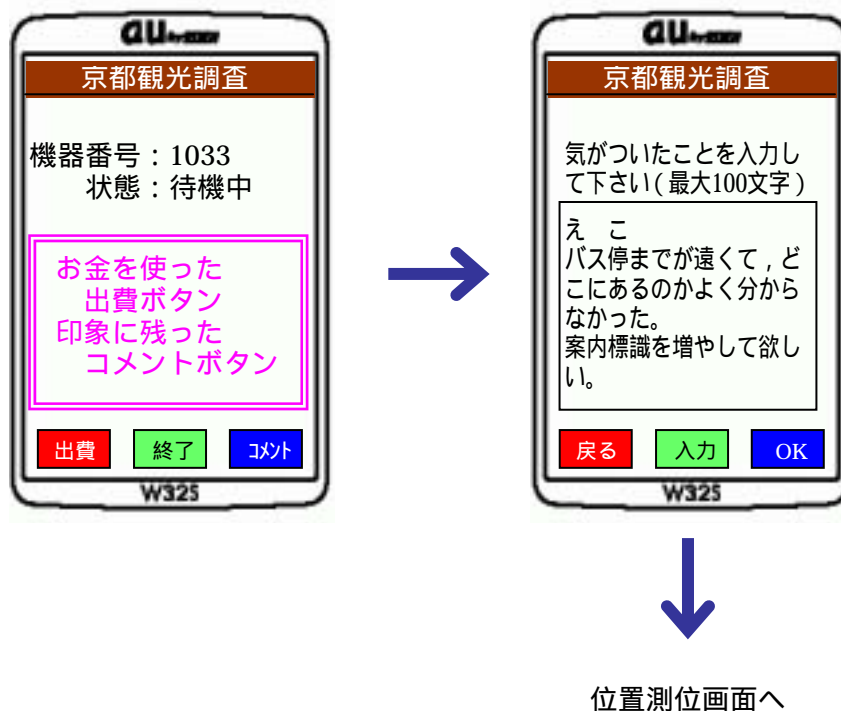 au by KDDI
京都観光調査
機器番号：1033
状態：待機中
お金を使った
出費ボタン
印象に残った
コメントボタン
出費
終了
ｺﾒﾝﾄ
W32S
au by KDDI
京都観光調査
気がついたことを入力し
て下さい(最大100文字)
え　こ
バス停までが遠くて，ど
こにあるのかよく分から
なかった。
案内標識を増やして欲し
い。
戻る
入力
OK
W32S
位置測位画面へ